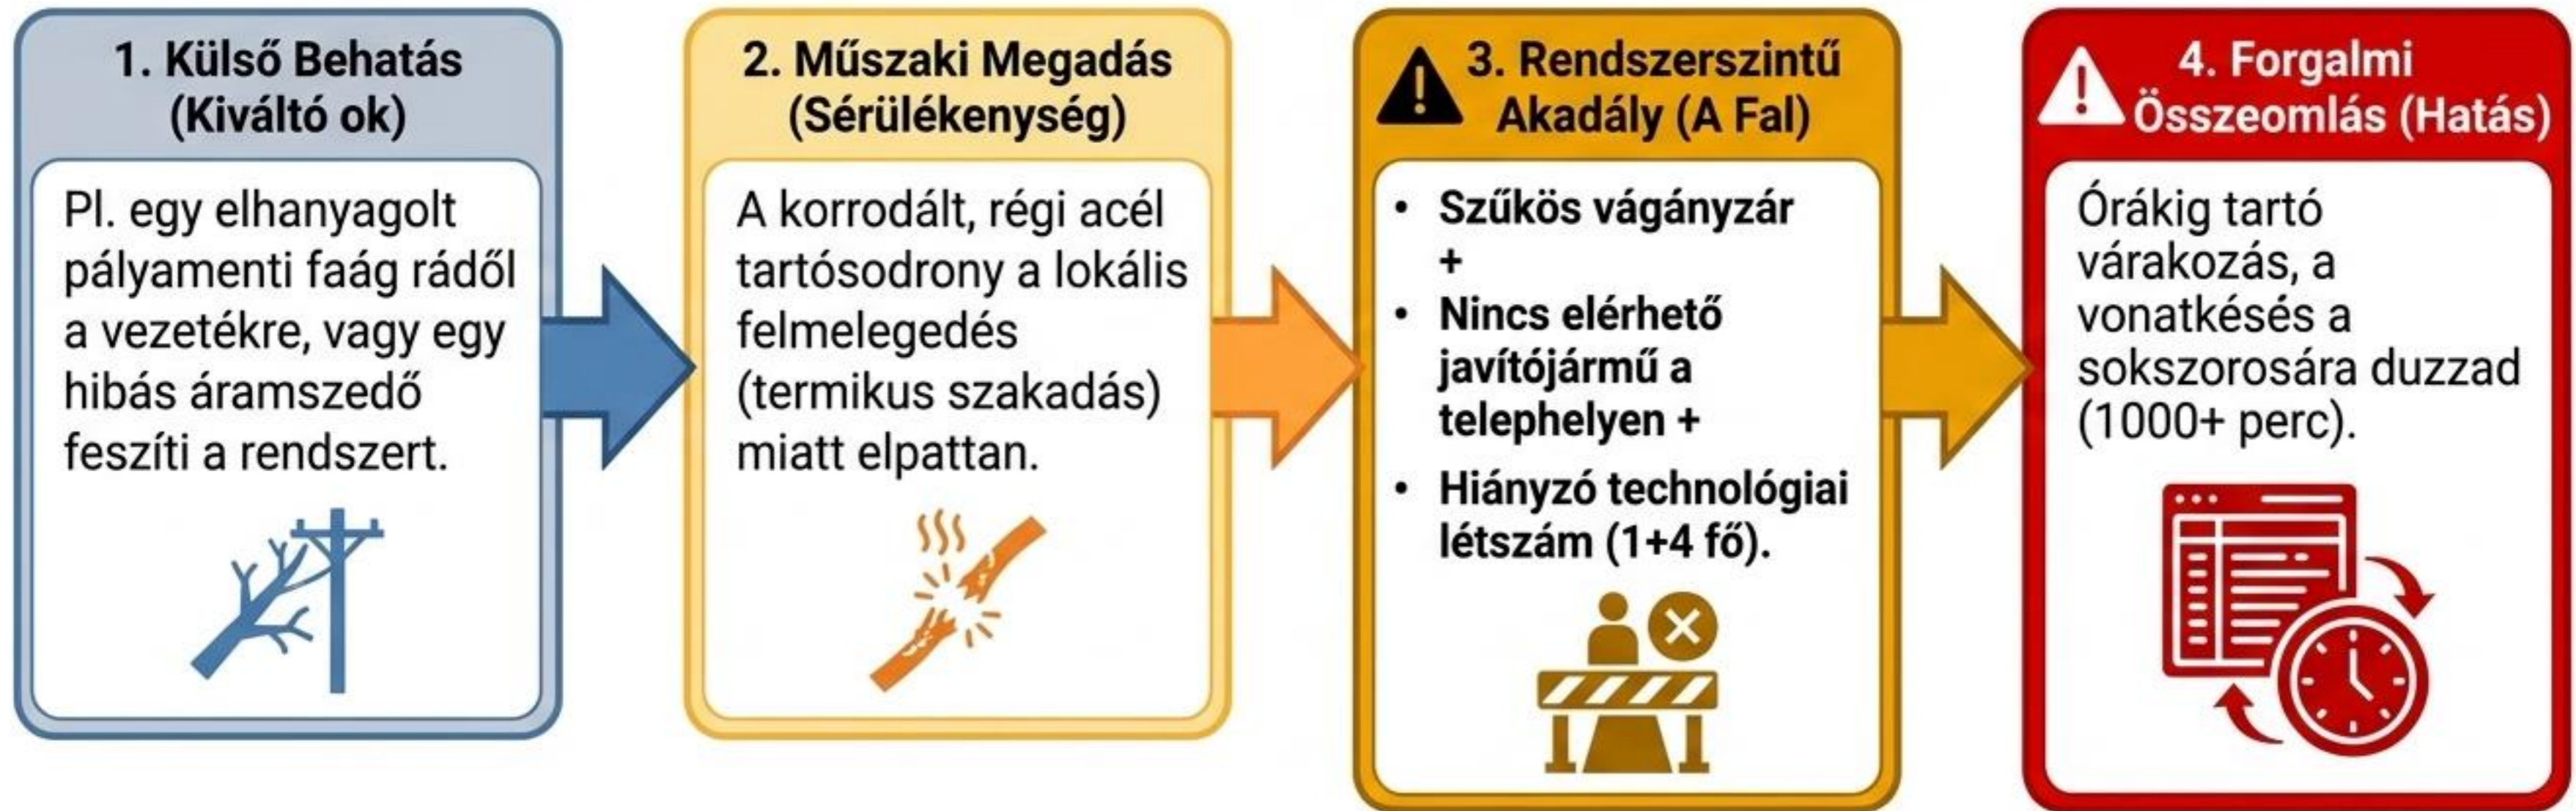 1. Külső Behatás
(Kiváltó ok)
Pl. egy elhanyagolt
pályamenti faág rádől
a vezetékre, vagy egy
hibás áramszedő
feszíti a rendszert.
2. Műszaki Megadás
(Sérülékenység)
A korrodált, régi acél
tartósodrony a lokális
felmelegedés
(termikus szakadás)
miatt elpattan.
3. Rendszerszintű
Akadály (A Fal)
• Szűkös vágányzár
+
• Nincs elérhető
javítójármű a
telephelyen +
• Hiányzó technológiai
létszám (1+4 fő).
4. Forgalmi
Összeomlás (Hatás)
Órákig tartó
várakozás, a
vonatkésés a
sokszorosára duzzad
(1000+ perc).